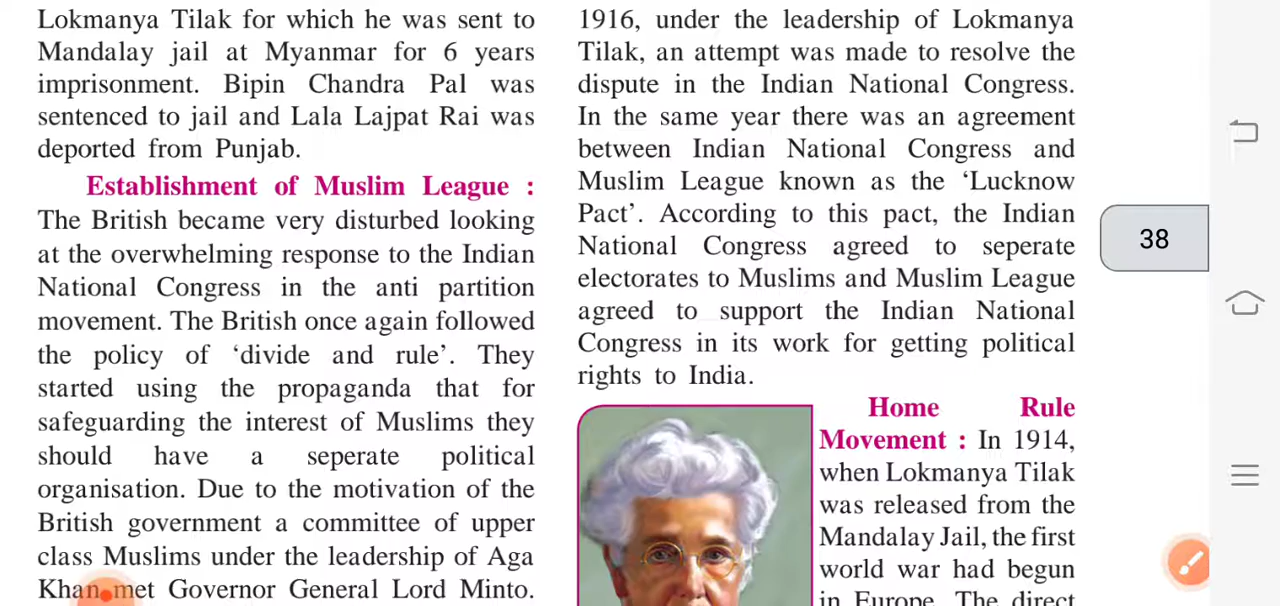 Lokmanya Tilak for which he was sent to
Mandalay jail at Myanmar for 6 years
imprisonment. Bipin Chandra Pal was
sentenced to jail and Lala Lajpat Rai was
deported from Punjab.
Establishment of Muslim League :
The British became very disturbed looking
at the overwhelming response to the Indian
National Congress in the anti partition
movement. The British once again followed
the policy of ‘divide and rule’. They
started using the propaganda that for
safeguarding the interest of Muslims they
should have a seperate political
organisation. Due to the motivation of the
British government a committee of upper
class Muslims under the leadership of Aga
Khan met Governor General Lord Minto.
1916, under the leadership of Lokmanya
Tilak, an attempt was made to resolve the
dispute in the Indian National Congress.
In the same year there was an agreement
between Indian National Congress and
Muslim League known as the ‘Lucknow
Pact’. According to this pact, the Indian
National Congress agreed to seperate
electorates to Muslims and Muslim League
agreed to support the Indian National
Congress in its work for getting political
rights to India.
Home Rule
Movement : In 1914,
when Lokmanya Tilak
was released from the
Mandalay Jail, the first
world war had begun
in Europe. The direct
38